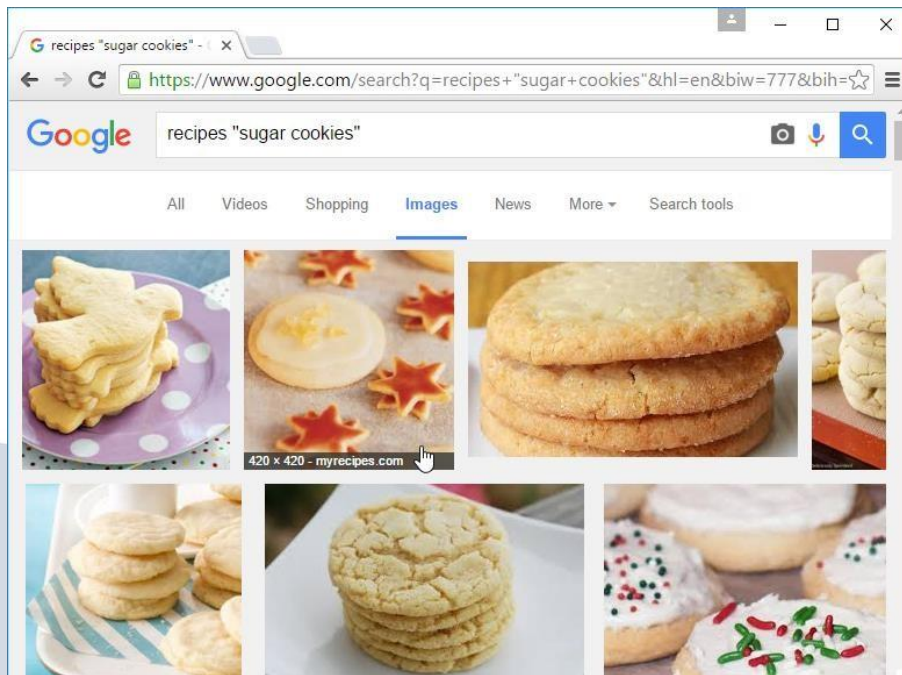 recipes "sugar cookies" -
https://www.google.com/search?q=recipes+"sugar+cookies"&hl=en&biw=777&bih=
Google
recipes "sugar cookies"
All Videos Shopping Images News More Search tools
420 × 420 - myrecipes.com